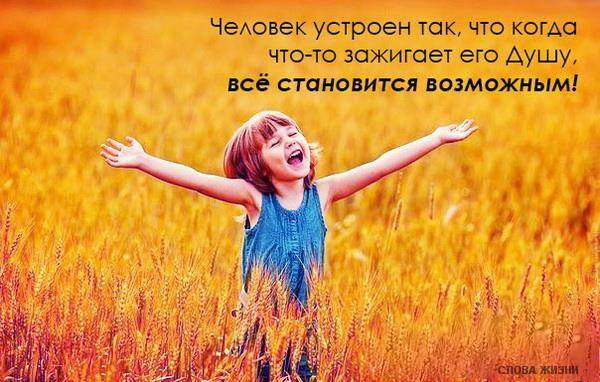 Человек устроен так, что когда
что-то зажигает его Душу,
всё становится возможным!
СЛОВА ЖИЗНИ